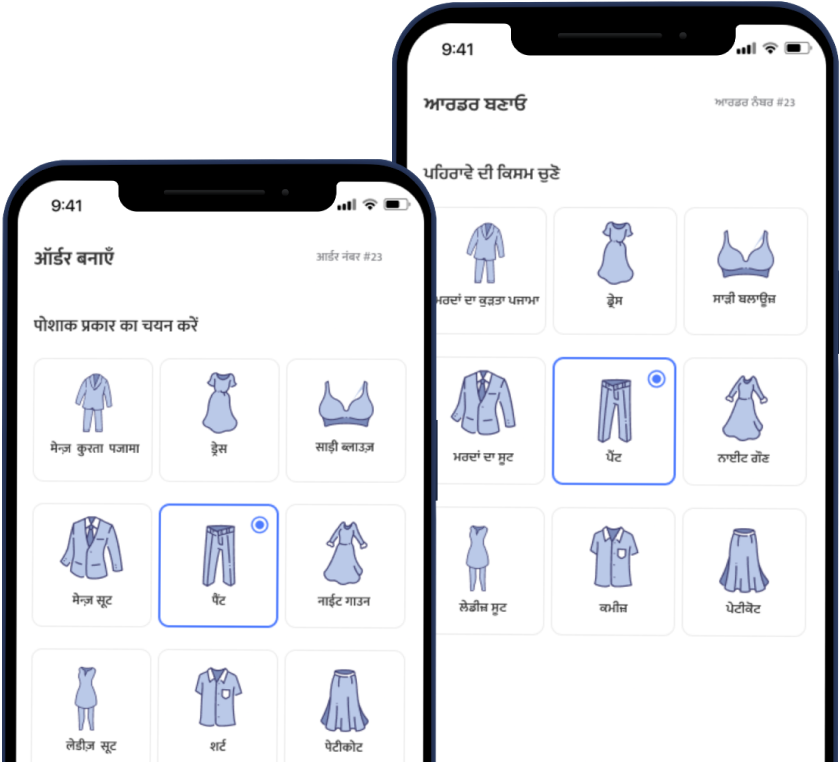 9:41
ऑर्डर बनाएँ
आर्डर नंबर #23
पोशाक प्रकार का चयन करें
मेन्ज़ कुरता पजामा
ड्रेस
साड़ी ब्लाउज़
मेन्ज़ सूट
पैंट
नाईट गाउन
लेडीज़ सूट
शर्ट
पेटीकोट
9:41
ਆਰਡਰ ਬਣਾਓ
ਆਰਡਰ ਨੰਬਰ #23
ਪਹਿਰਾਵੇ ਦੀ ਕਿਸਮ ਚੁਣੋ
ਮਰਦਾਂ ਦਾ ਕੁੜਤਾ ਪਜਾਮਾ
ਡ੍ਰੇਸ
ਸਾੜੀ ਬਲਾਊਜ਼
ਮਰਦਾਂ ਦਾ ਸੂਟ
ਪੈਂਟ
ਨਾਈਟ ਗੌਣ
ਲੇਡੀਜ਼ ਸੂਟ
ਕਮੀਜ਼
ਪੇਟੀਕੋਟ